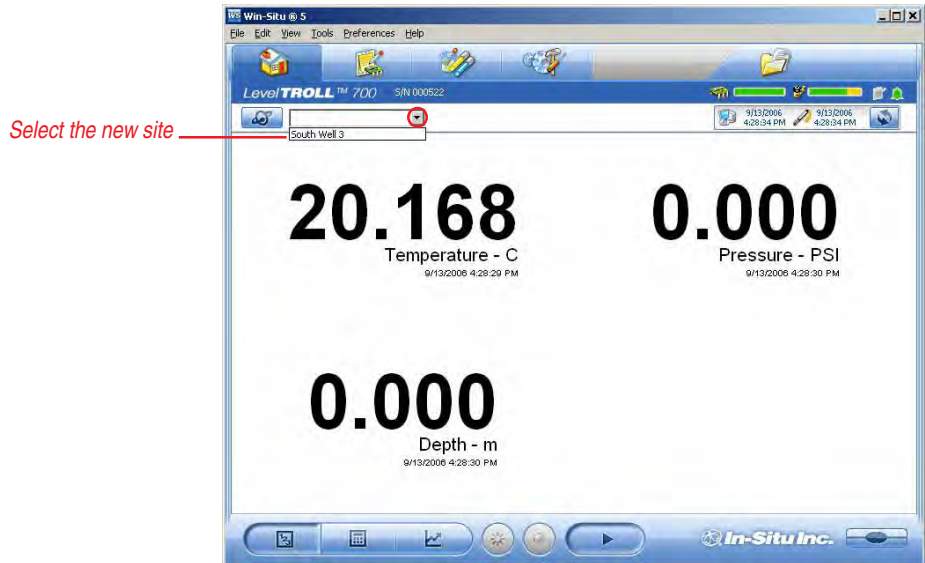 Win-Situ ® 5
File Edit View Tools Preferences Help
Level TROLL™ 700 S/N 000522
9/13/2006 4:28:34 PM
9/13/2006 4:28:34 PM
Select the new site
South Well 3
20.168
Temperature - C
9/13/2006 4:28:29 PM
0.000
Pressure - PSI
9/13/2006 4:28:30 PM
0.000
Depth - m
9/13/2006 4:28:30 PM
In-Situ Inc.